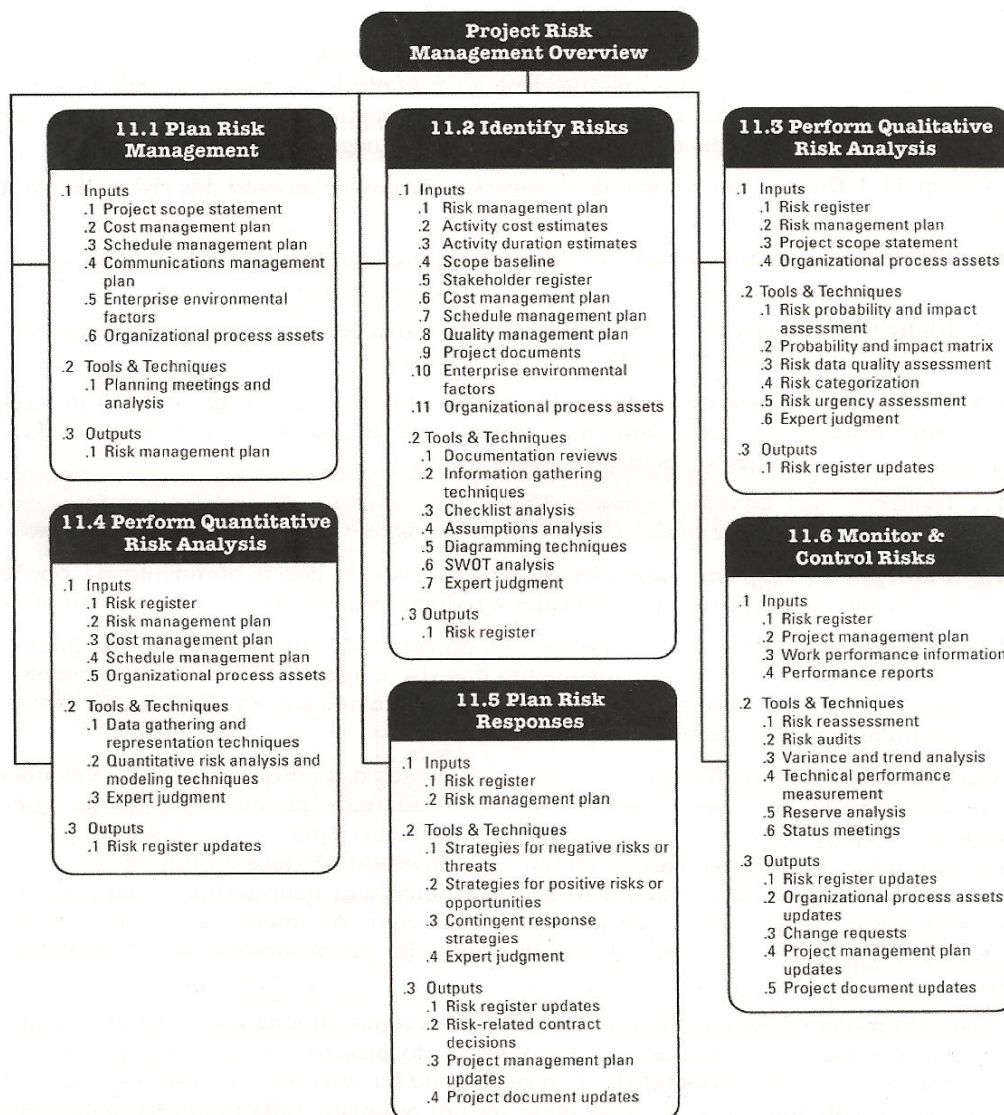 Project Risk
Management Overview
11.1 Plan Risk
Management
.1 Inputs
.1 Project scope statement
.2 Cost management plan
.3 Schedule management plan
.4 Communications management
plan
.5 Enterprise environmental
factors
.6 Organizational process assets
.2 Tools & Techniques
.1 Planning meetings and
analysis
.3 Outputs
.1 Risk management plan
11.2 Identify Risks
.1 Inputs
.1 Risk management plan
.2 Activity cost estimates
.3 Activity duration estimates
.4 Scope baseline
.5 Stakeholder register
.6 Cost management plan
.7 Schedule management plan
.8 Quality management plan
.9 Project documents
.10 Enterprise environmental
factors
.11 Organizational process assets
.2 Tools & Techniques
.1 Documentation reviews
.2 Information gathering
techniques
.3 Checklist analysis
.4 Assumptions analysis
.5 Diagramming techniques
.6 SWOT analysis
.7 Expert judgment
.3 Outputs
.1 Risk register
11.3 Perform Qualitative
Risk Analysis
.1 Inputs
.1 Risk register
.2 Risk management plan
.3 Project scope statement
.4 Organizational process assets
.2 Tools & Techniques
.1 Risk probability and impact
assessment
.2 Probability and impact matrix
.3 Risk data quality assessment
.4 Risk categorization
.5 Risk urgency assessment
.6 Expert judgment
.3 Outputs
.1 Risk register updates
11.4 Perform Quantitative
Risk Analysis
.1 Inputs
.1 Risk register
.2 Risk management plan
.3 Cost management plan
.4 Schedule management plan
.5 Organizational process assets
.2 Tools & Techniques
.1 Data gathering and
representation techniques
.2 Quantitative risk analysis and
modeling techniques
.3 Expert judgment
.3 Outputs
.1 Risk register updates
11.5 Plan Risk
Responses
.1 Inputs
.1 Risk register
.2 Risk management plan
.2 Tools & Techniques
.1 Strategies for negative risks or
threats
.2 Strategies for positive risks or
opportunities
.3 Contingent response
strategies
.4 Expert judgment
.3 Outputs
.1 Risk register updates
.2 Risk-related contract
decisions
.3 Project management plan
updates
.4 Project document updates
11.6 Monitor &
Control Risks
.1 Inputs
.1 Risk register
.2 Project management plan
.3 Work performance information
.4 Performance reports
.2 Tools & Techniques
.1 Risk reassessment
.2 Risk audits
.3 Variance and trend analysis
.4 Technical performance
measurement
.5 Reserve analysis
.6 Status meetings
.3 Outputs
.1 Risk register updates
.2 Organizational process assets
updates
.3 Change requests
.4 Project management plan
updates
.5 Project document updates